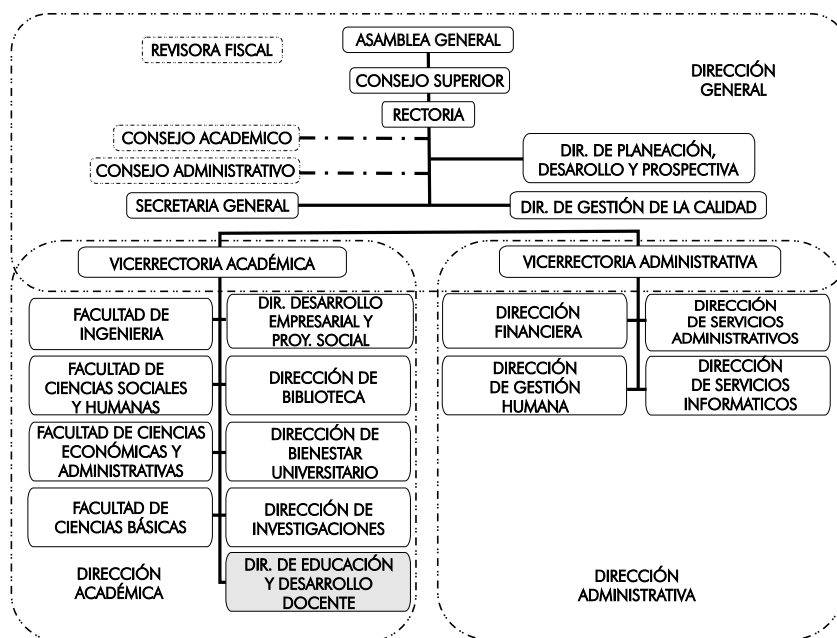 ASAMBLEA GENERAL
REVISORA FISCAL
CONSEJO SUPERIOR
DIRECCIÓN
GENERAL
RECTORIA
CONSEJO ACADEMICO
CONSEJO ADMINISTRATIVO
DIR. DE PLANEACIÓN,
DESAROLLO Y PROSPECTIVA
SECRETARIA GENERAL
DIR. DE GESTIÓN DE LA CALIDAD
VICERRECTORIA ACADÉMICA
VICERRECTORIA ADMINISTRATIVA
FACULTAD DE
INGENIERIA
DIR. DESARROLLO
EMPRESARIAL Y
PROY. SOCIAL
DIRECCIÓN
FINANCIERA
DIRECCIÓN
DE SERVICIOS
ADMINISTRATIVOS
FACULTAD DE
CIENCIAS SOCIALES
Y HUMANAS
DIRECCIÓN DE
BIBLIOTECA
DIRECCIÓN
DE GESTIÓN
HUMANA
DIRECCIÓN
DE SERVICIOS
INFORMATICOS
FACULTAD DE CIENCIAS
ECONÓMICAS Y
ADMINISTRATIVAS
DIRECCIÓN DE
BIENESTAR
UNIVERSITARIO
FACULTAD DE
CIENCIAS BÁSICAS
DIRECCIÓN DE
INVESTIGACIONES
DIRECCIÓN
ACADÉMICA
DIR. DE EDUCACIÓN
Y DESARROLLO
DOCENTE
DIRECCIÓN
ADMINISTRATIVA